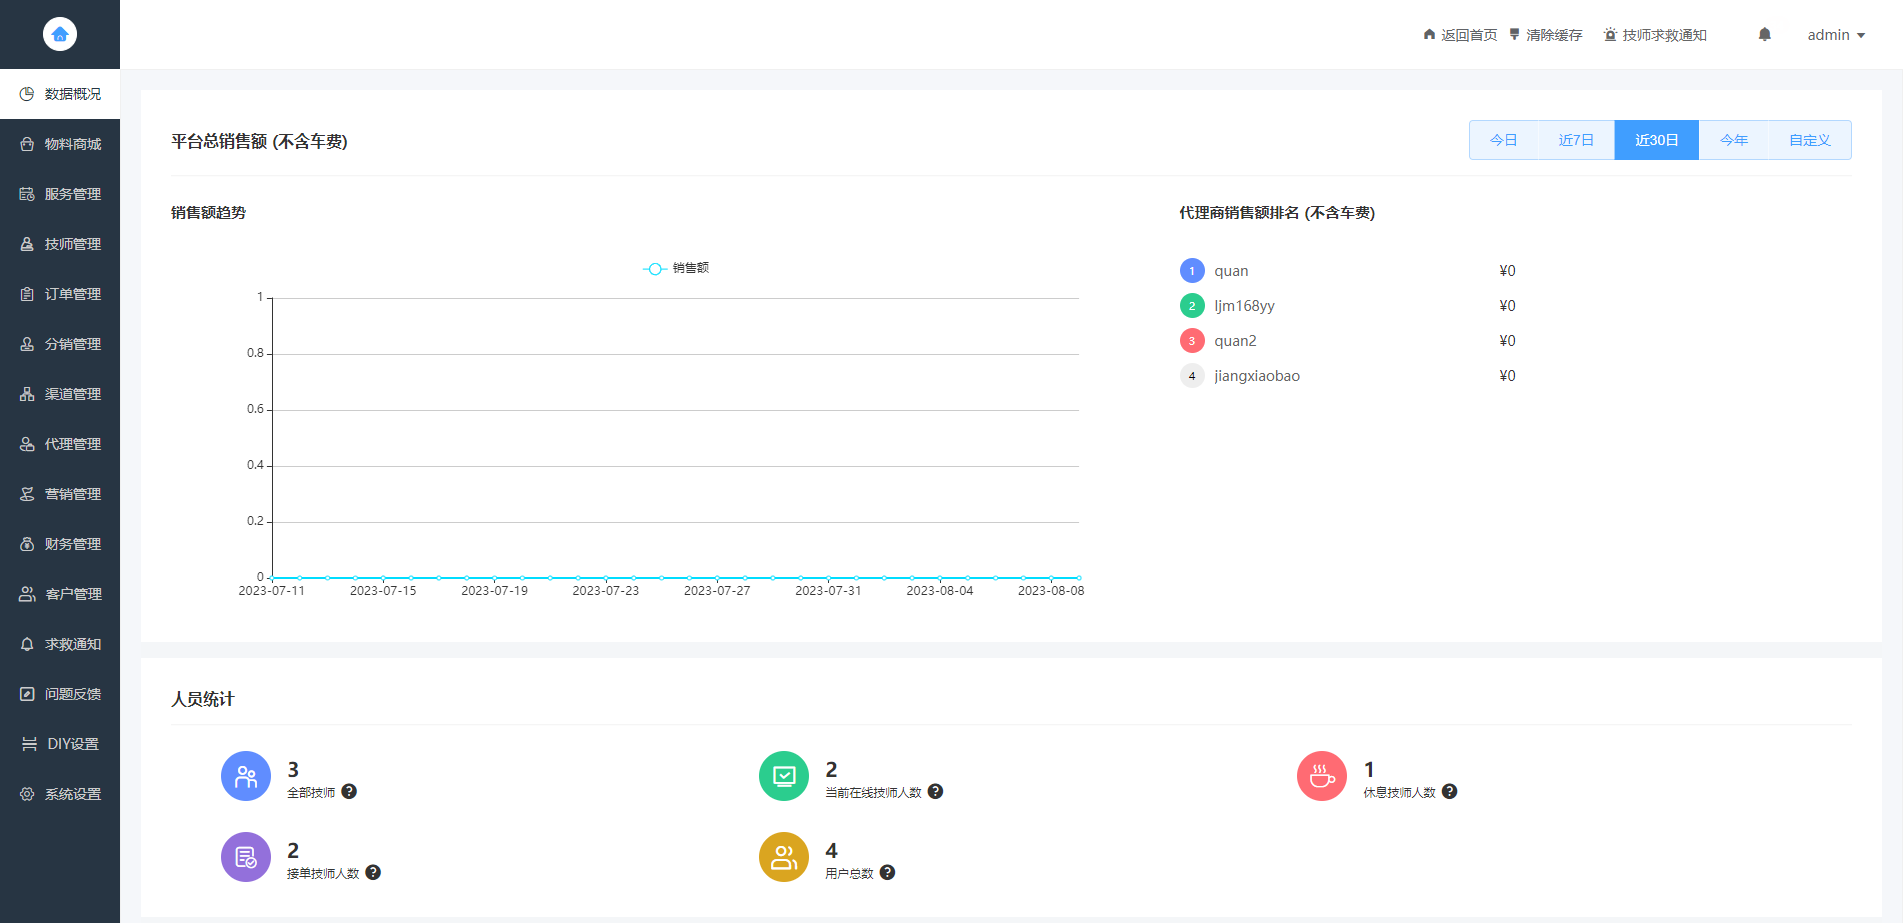 返回首页 清除缓存 技师求救通知 admin
数据概况
物料商城
服务管理
技师管理
订单管理
分销管理
渠道管理
代理管理
营销管理
财务管理
客户管理
求救通知
问题反馈
DIY设置
系统设置
平台总销售额 (不含车费)
今日 近7日 近30日 今年 自定义
销售额趋势
销售额
1
0.8
0.6
0.4
0.2
0
2023-07-11 2023-07-15 2023-07-19 2023-07-23 2023-07-27 2023-07-31 2023-08-04 2023-08-08
代理商销售额排名 (不含车费)
1 quan ¥0
2 ljm168yy ¥0
3 quan2 ¥0
4 jiangxiaobao ¥0
人员统计
3
全部技师 ?
2
当前在线技师人数 ?
1
休息技师人数 ?
2
接单技师人数 ?
4
用户总数 ?